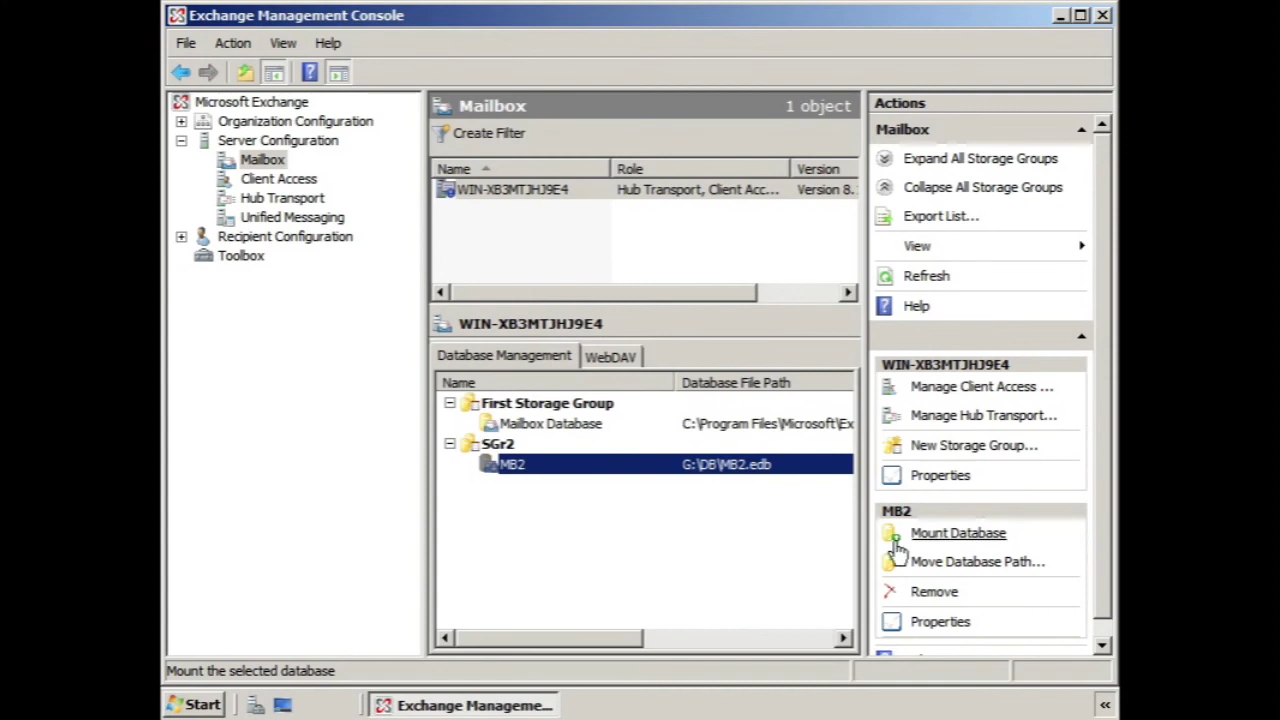 Exchange Management Console
File Action View Help
Microsoft Exchange
Organization Configuration
Server Configuration
Mailbox
Client Access
Hub Transport
Unified Messaging
Recipient Configuration
Toolbox
Mailbox 1 object
Create Filter
Name Role Version
WIN-XB3MTJHJ9E4 Hub Transport, Client Acc... Version 8.
WIN-XB3MTJHJ9E4
Database Management WebDAV
Name Database File Path
First Storage Group
Mailbox Database C:\Program Files\Microsoft\Ex
SGr2
MB2 G:\DB\MB2.edb
Actions
Mailbox
Expand All Storage Groups
Collapse All Storage Groups
Export List...
View
Refresh
Help
WIN-XB3MTJHJ9E4
Manage Client Access ...
Manage Hub Transport...
New Storage Group...
Properties
MB2
Mount Database
Move Database Path...
Remove
Properties
Mount the selected database
Start Exchange Manageme... «